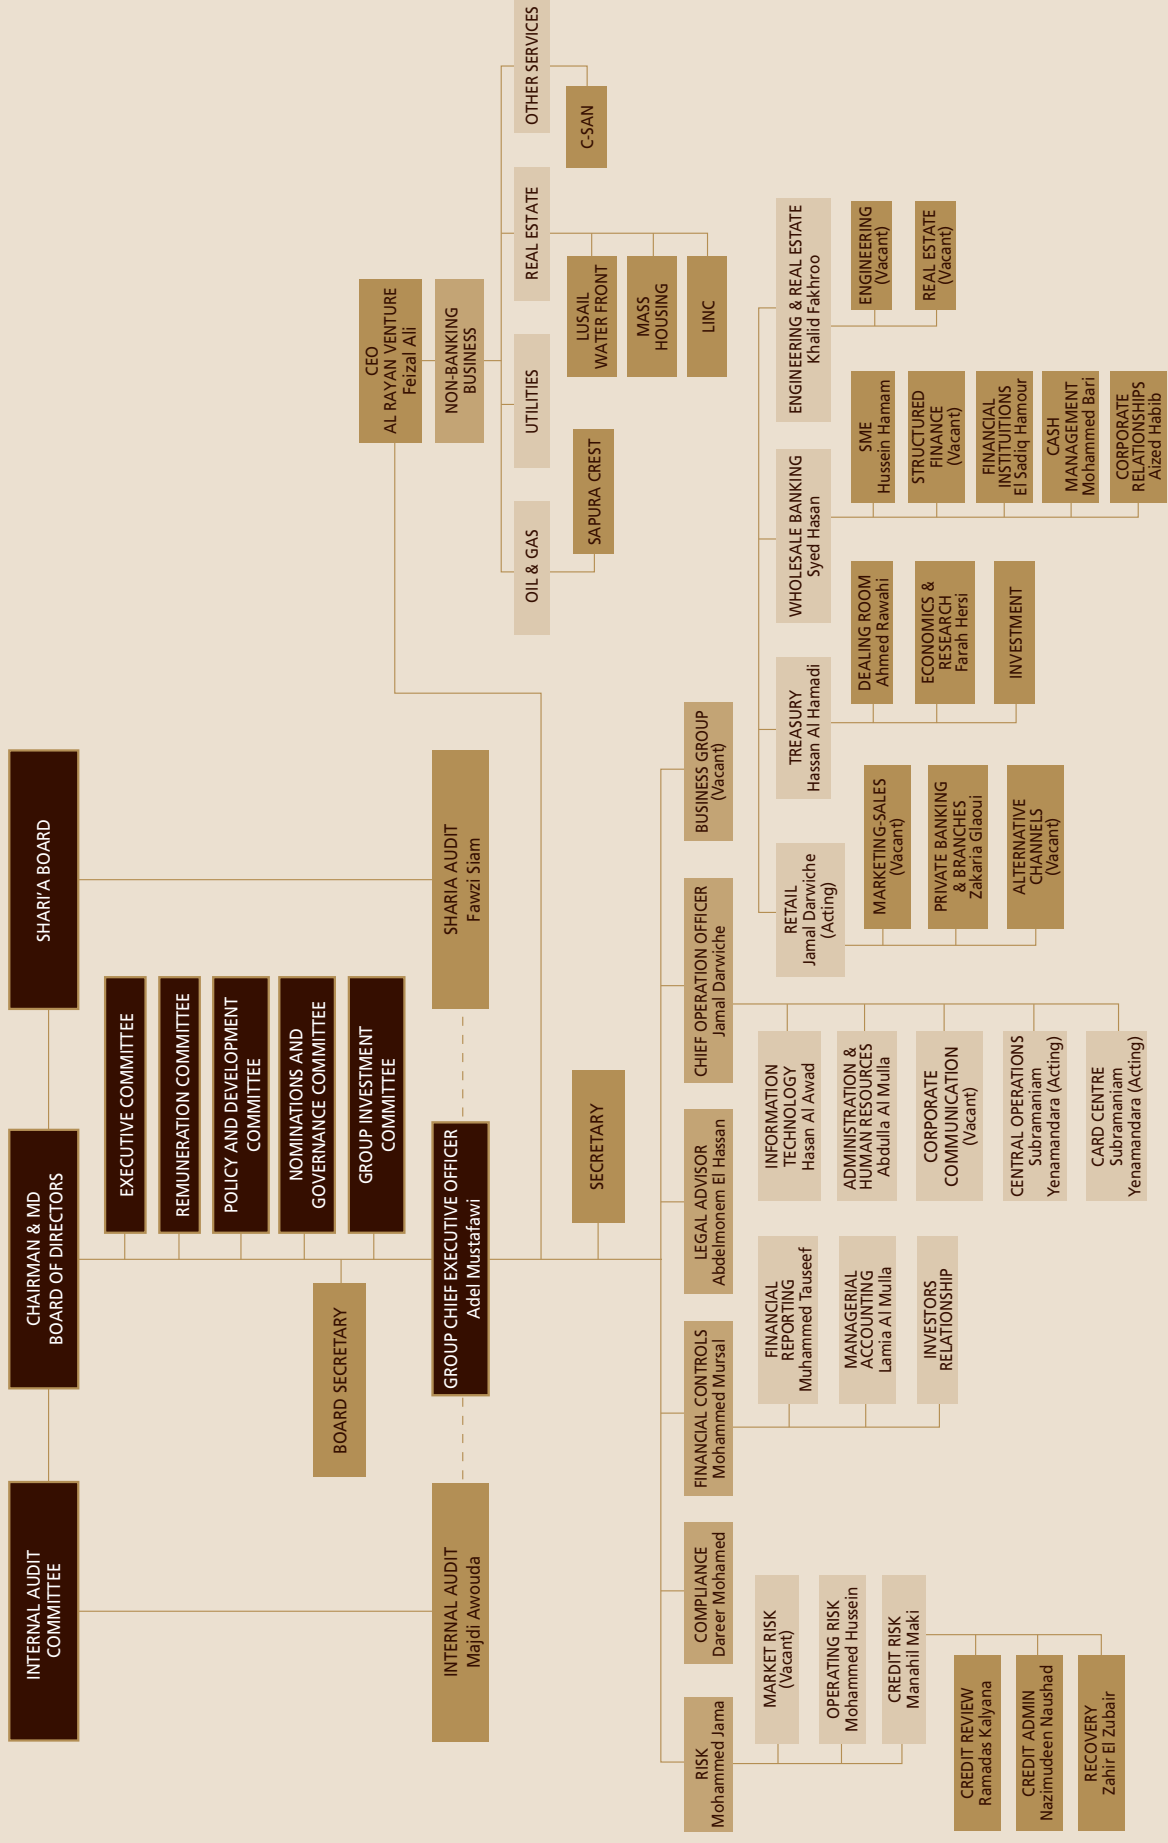 INTERNAL AUDIT
COMMITTEE
CHAIRMAN & MD
BOARD OF DIRECTORS
SHARI'A BOARD
EXECUTIVE COMMITTEE
REMUNERATION COMMITTEE
POLICY AND DEVELOPMENT
COMMITTEE
NOMINATIONS AND
GOVERNANCE COMMITTEE
GROUP INVESTMENT
COMMITTEE
BOARD SECRETARY
INTERNAL AUDIT
Majdi Awouda
GROUP CHIEF EXECUTIVE OFFICER
Adel Mustafawi
SHARIA AUDIT
Fawzi Siam
SECRETARY
CEO
AL RAYAN VENTURE
Feizal Ali
NON-BANKING
BUSINESS
OIL & GAS
UTILITIES
REAL ESTATE
OTHER SERVICES
SAPURA CREST
LUSAIL
WATER FRONT
MASS
HOUSING
LINC
C-SAN
RISK
Mohammed Jama
COMPLIANCE
Dareer Mohamed
FINANCIAL CONTROLS
Mohammed Mursal
LEGAL ADVISOR
Abdelmonem El Hassan
CHIEF OPERATION OFFICER
Jamal Darwiche
BUSINESS GROUP
(Vacant)
MARKET RISK
(Vacant)
OPERATING RISK
Mohammed Hussein
CREDIT RISK
Manahil Maki
CREDIT REVIEW
Ramadas Kalyana
CREDIT ADMIN
Nazimudeen Naushad
RECOVERY
Zahir El Zubair
FINANCIAL
REPORTING
Muhammed Tauseef
MANAGERIAL
ACCOUNTING
Lamia Al Mulla
INVESTORS
RELATIONSHIP
INFORMATION
TECHNOLOGY
Hasan Al Awad
ADMINISTRATION &
HUMAN RESOURCES
Abdulla Al Mulla
CORPORATE
COMMUNICATION
(Vacant)
CENTRAL OPERATIONS
Subramaniam
Yenamandara (Acting)
CARD CENTRE
Subramaniam
Yenamandara (Acting)
RETAIL
Jamal Darwiche
(Acting)
TREASURY
Hassan Al Hamadi
WHOLESALE BANKING
Syed Hasan
ENGINEERING & REAL ESTATE
Khalid Fakhroo
MARKETING-SALES
(Vacant)
PRIVATE BANKING
& BRANCHES
Zakaria Glaoui
ALTERNATIVE
CHANNELS
(Vacant)
DEALING ROOM
Ahmed Rawahi
ECONOMICS &
RESEARCH
Farah Hersi
INVESTMENT
SME
Hussein Hamam
STRUCTURED
FINANCE
(Vacant)
FINANCIAL
INSTITUITIONS
El Sadiq Hamour
CASH
MANAGEMENT
Mohammed Bari
CORPORATE
RELATIONSHIPS
Aized Habib
ENGINEERING
(Vacant)
REAL ESTATE
(Vacant)